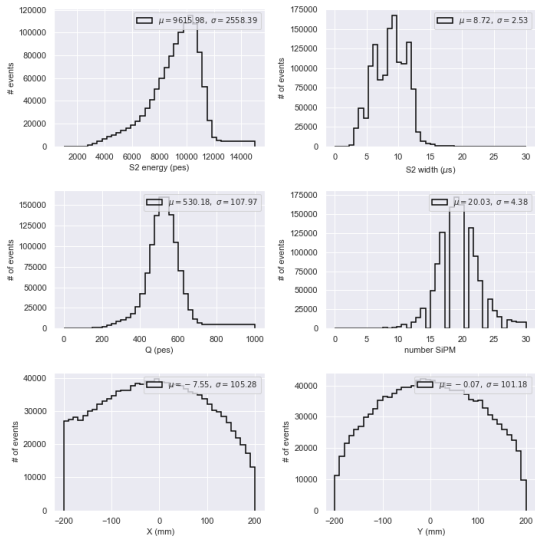 μ = 9615.98, σ = 2558.39
120000
100000
80000
60000
40000
20000
0
# of events
2000 4000 6000 8000 10000 12000 14000
S2 energy (pes)
μ = 8.72, σ = 2.53
175000
150000
125000
100000
75000
50000
25000
0
# of events
0 5 10 15 20 25 30
S2 width (μs)
μ = 530.18, σ = 107.97
150000
125000
100000
75000
50000
25000
0
# of events
0 200 400 600 800 1000
Q (pes)
μ = 20.03, σ = 4.38
175000
150000
125000
100000
75000
50000
25000
0
# of events
0 5 10 15 20 25 30
number SiPM
μ = −7.55, σ = 105.28
40000
30000
20000
10000
0
# of events
−200 −100 0 100 200
X (mm)
μ = −0.07, σ = 101.18
40000
30000
20000
10000
0
# of events
−200 −100 0 100 200
Y (mm)